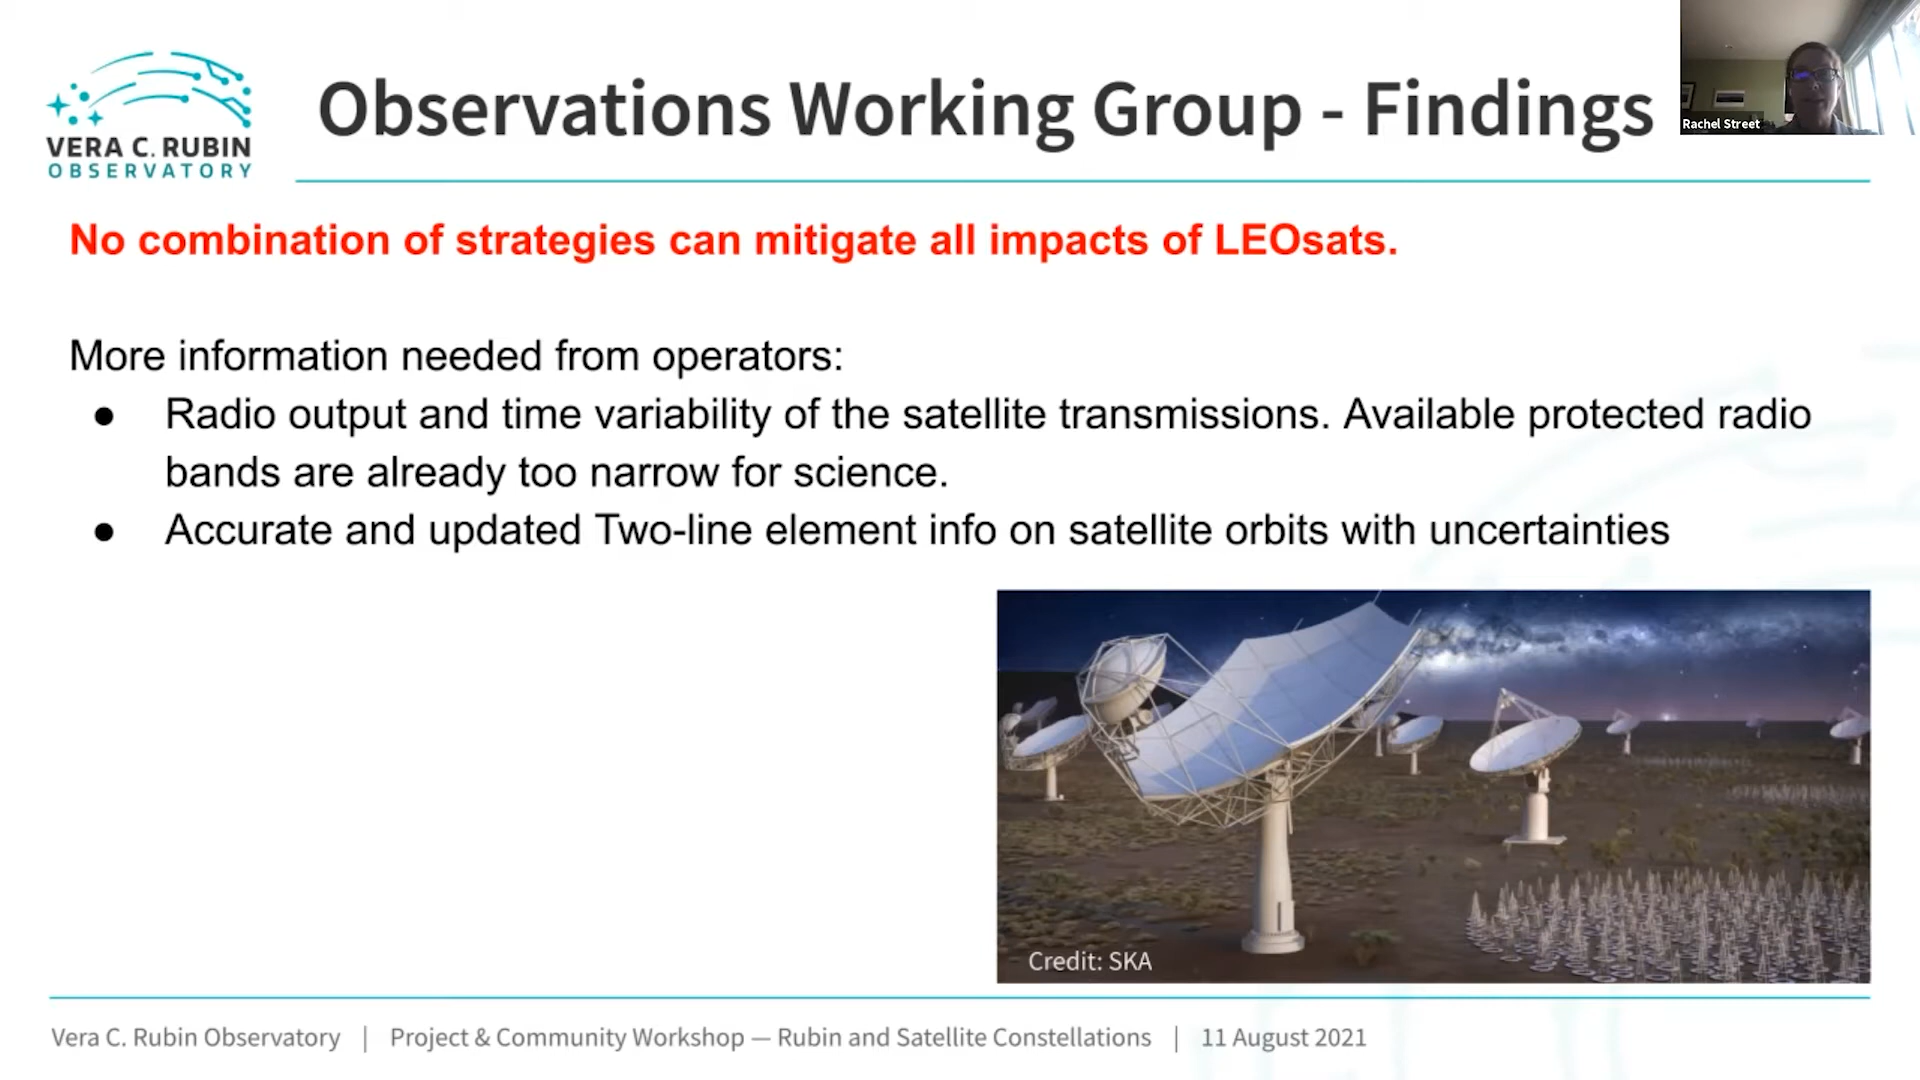 VERA C. RUBIN
OBSERVATORY
Observations Working Group - Findings
Rachel Street
No combination of strategies can mitigate all impacts of LEOsats.
More information needed from operators:
● Radio output and time variability of the satellite transmissions. Available protected radio
bands are already too narrow for science.
● Accurate and updated Two-line element info on satellite orbits with uncertainties
Credit: SKA
Vera C. Rubin Observatory | Project & Community Workshop — Rubin and Satellite Constellations | 11 August 2021